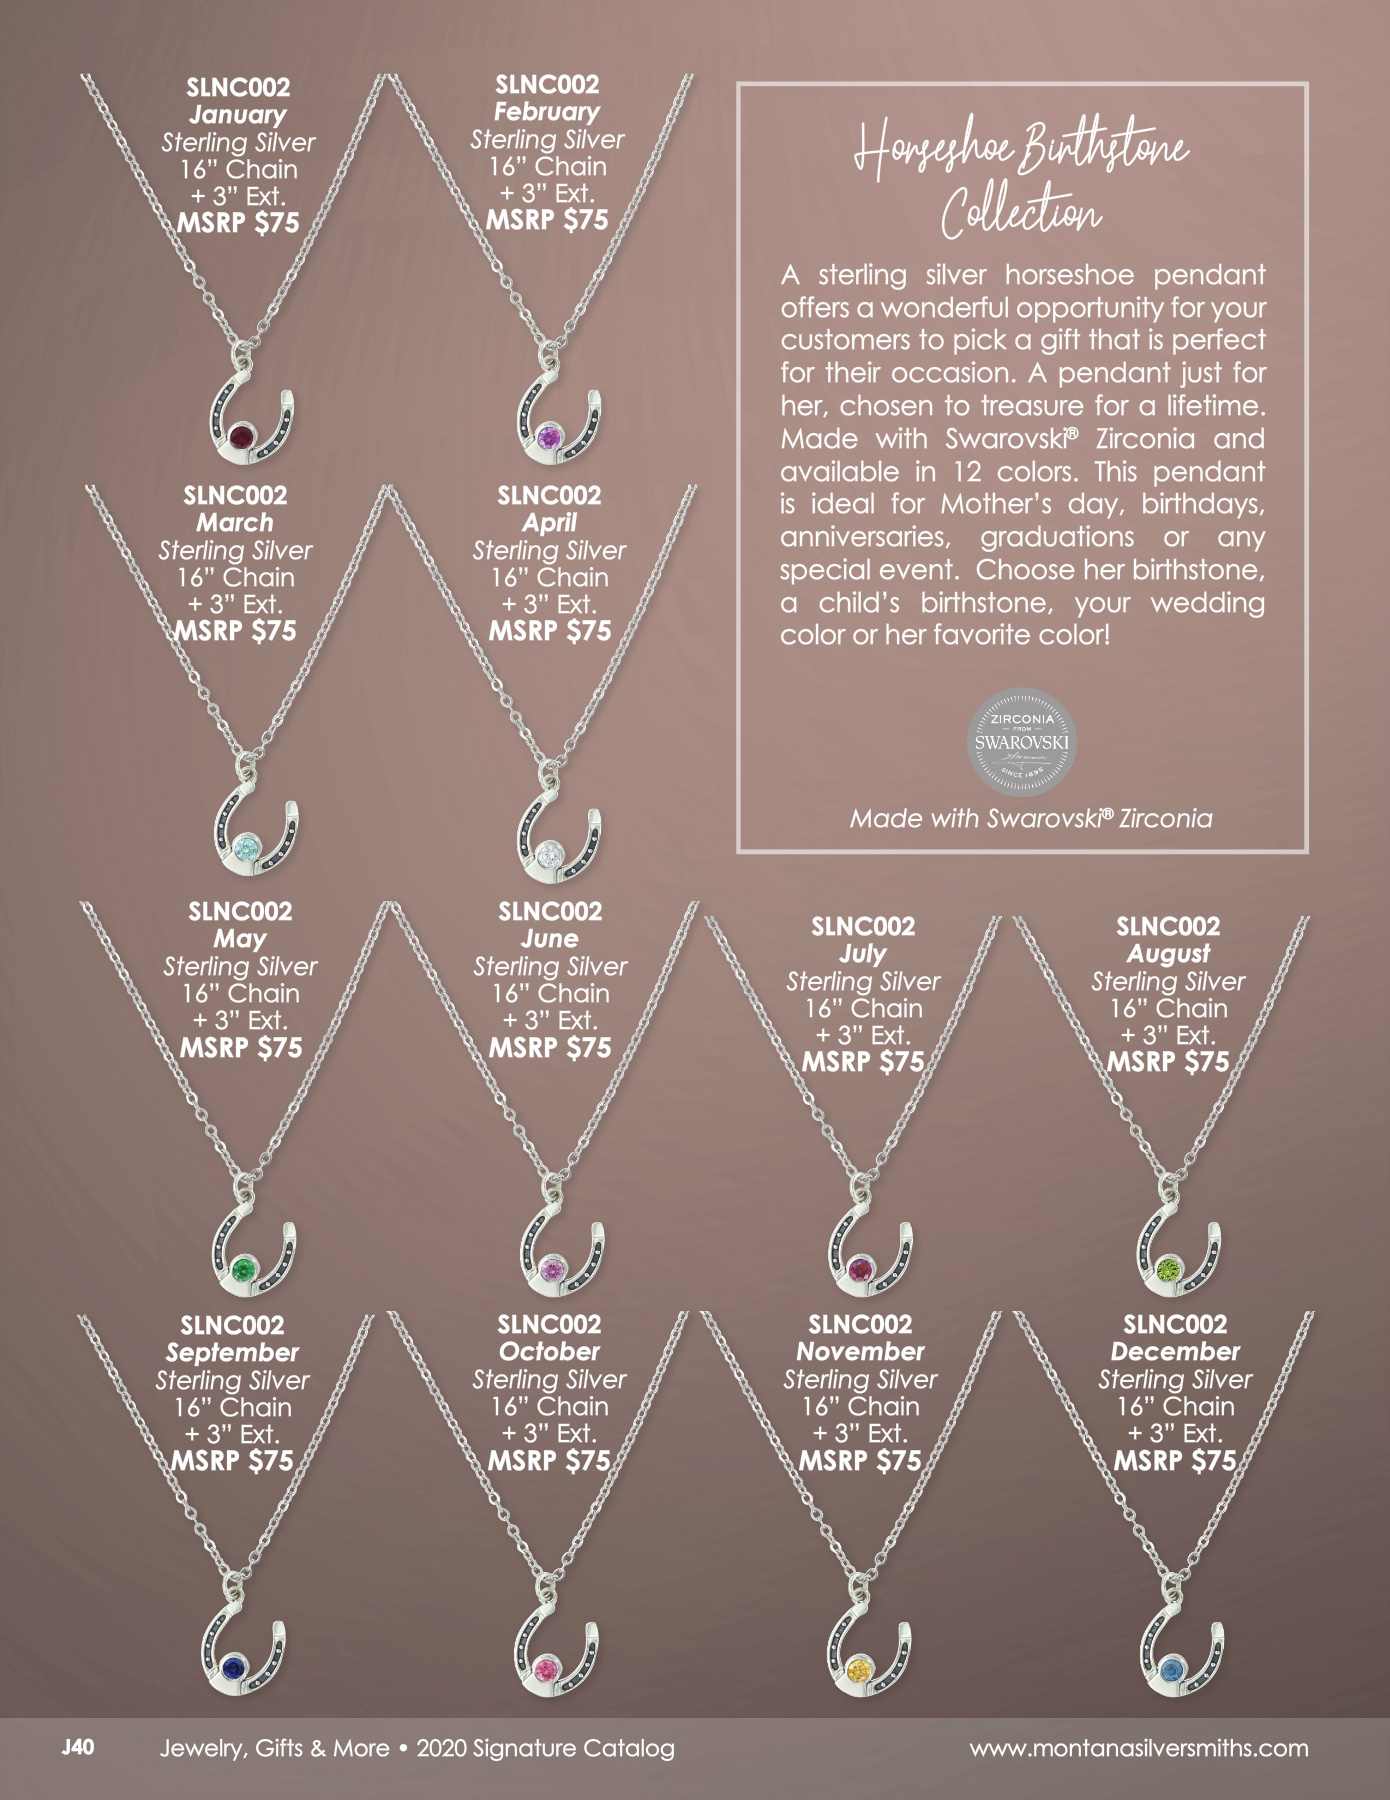 SLNC002
January
Sterling Silver
16” Chain
+ 3” Ext.
MSRP $75
SLNC002
February
Sterling Silver
16” Chain
+ 3” Ext.
MSRP $75
Horseshoe Birthstone
Collection
A sterling silver horseshoe pendant
offers a wonderful opportunity for your
customers to pick a gift that is perfect
for their occasion. A pendant just for
her, chosen to treasure for a lifetime.
Made with Swarovski® Zirconia and
available in 12 colors. This pendant
is ideal for Mother’s day, birthdays,
anniversaries, graduations or any
special event.  Choose her birthstone,
a child’s birthstone, your wedding
color or her favorite color!
ZIRCONIA
FROM
SWAROVSKI
SINCE 1895
Made with Swarovski® Zirconia
SLNC002
March
Sterling Silver
16” Chain
+ 3” Ext.
MSRP $75
SLNC002
April
Sterling Silver
16” Chain
+ 3” Ext.
MSRP $75
SLNC002
May
Sterling Silver
16” Chain
+ 3” Ext.
MSRP $75
SLNC002
June
Sterling Silver
16” Chain
+ 3” Ext.
MSRP $75
SLNC002
July
Sterling Silver
16” Chain
+ 3” Ext.
MSRP $75
SLNC002
August
Sterling Silver
16” Chain
+ 3” Ext.
MSRP $75
SLNC002
September
Sterling Silver
16” Chain
+ 3” Ext.
MSRP $75
SLNC002
October
Sterling Silver
16” Chain
+ 3” Ext.
MSRP $75
SLNC002
November
Sterling Silver
16” Chain
+ 3” Ext.
MSRP $75
SLNC002
December
Sterling Silver
16” Chain
+ 3” Ext.
MSRP $75
J40
Jewelry, Gifts & More • 2020 Signature Catalog
www.montanasilversmiths.com